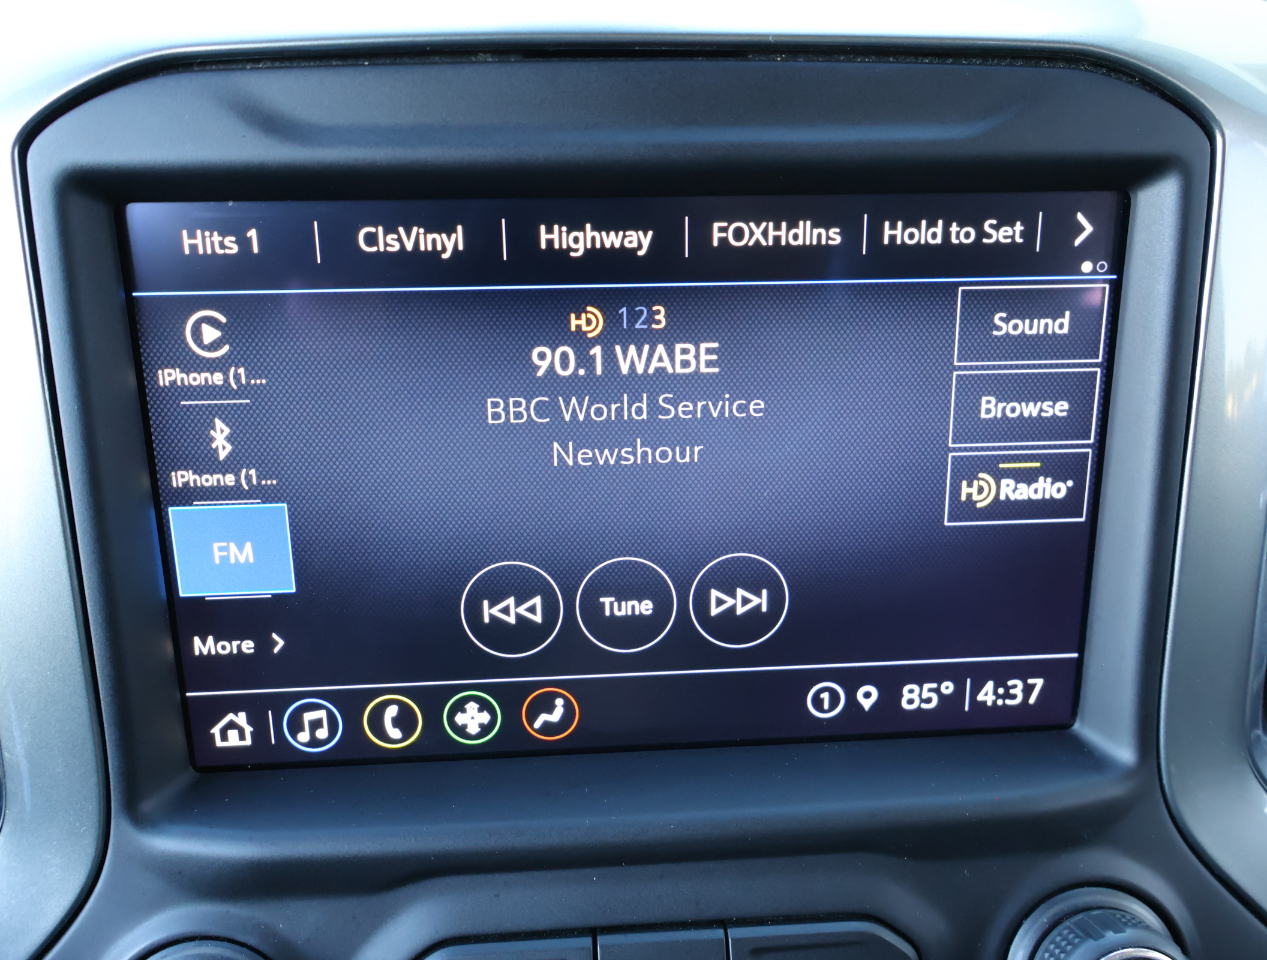 Hits 1 ClsVinyl Highway FOXHdlns Hold to Set
iPhone (1...
iPhone (1...
FM
More
HD 123
90.1 WABE
BBC World Service
Newshour
Tune
Sound
Browse
HD Radio
1 85° 4:37